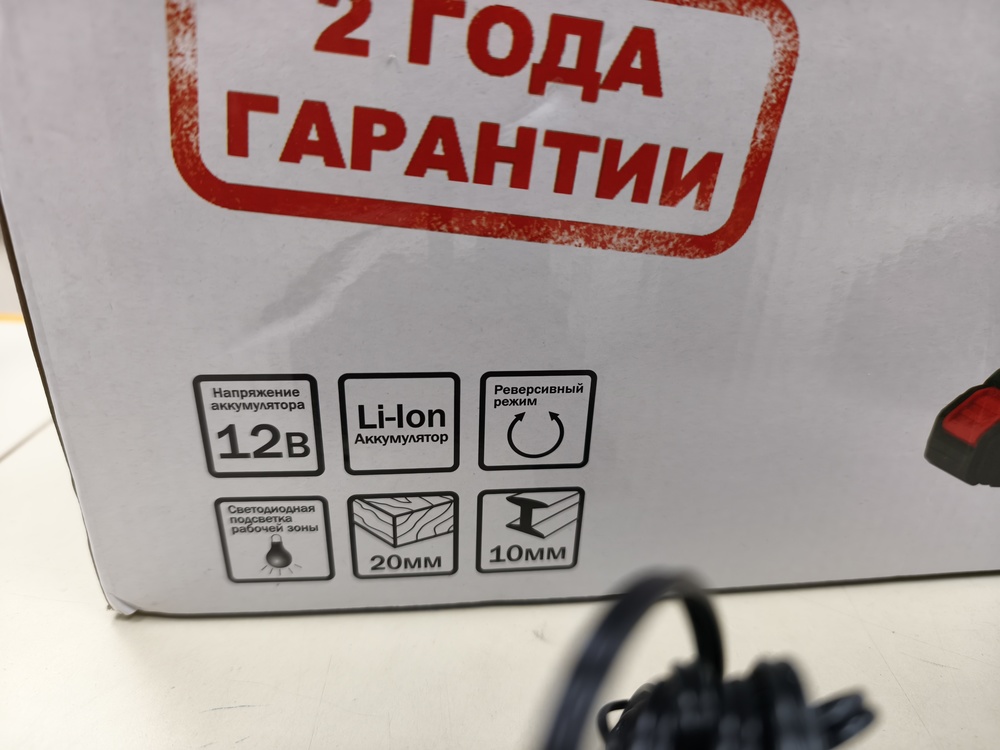 2 ГОДА
ГАРАНТИИ
Напряжение
аккумулятора
12В
Li-Ion
Аккумулятор
Реверсивный
режим
Светодиодная
подсветка
рабочей зоны
20мм
10мм